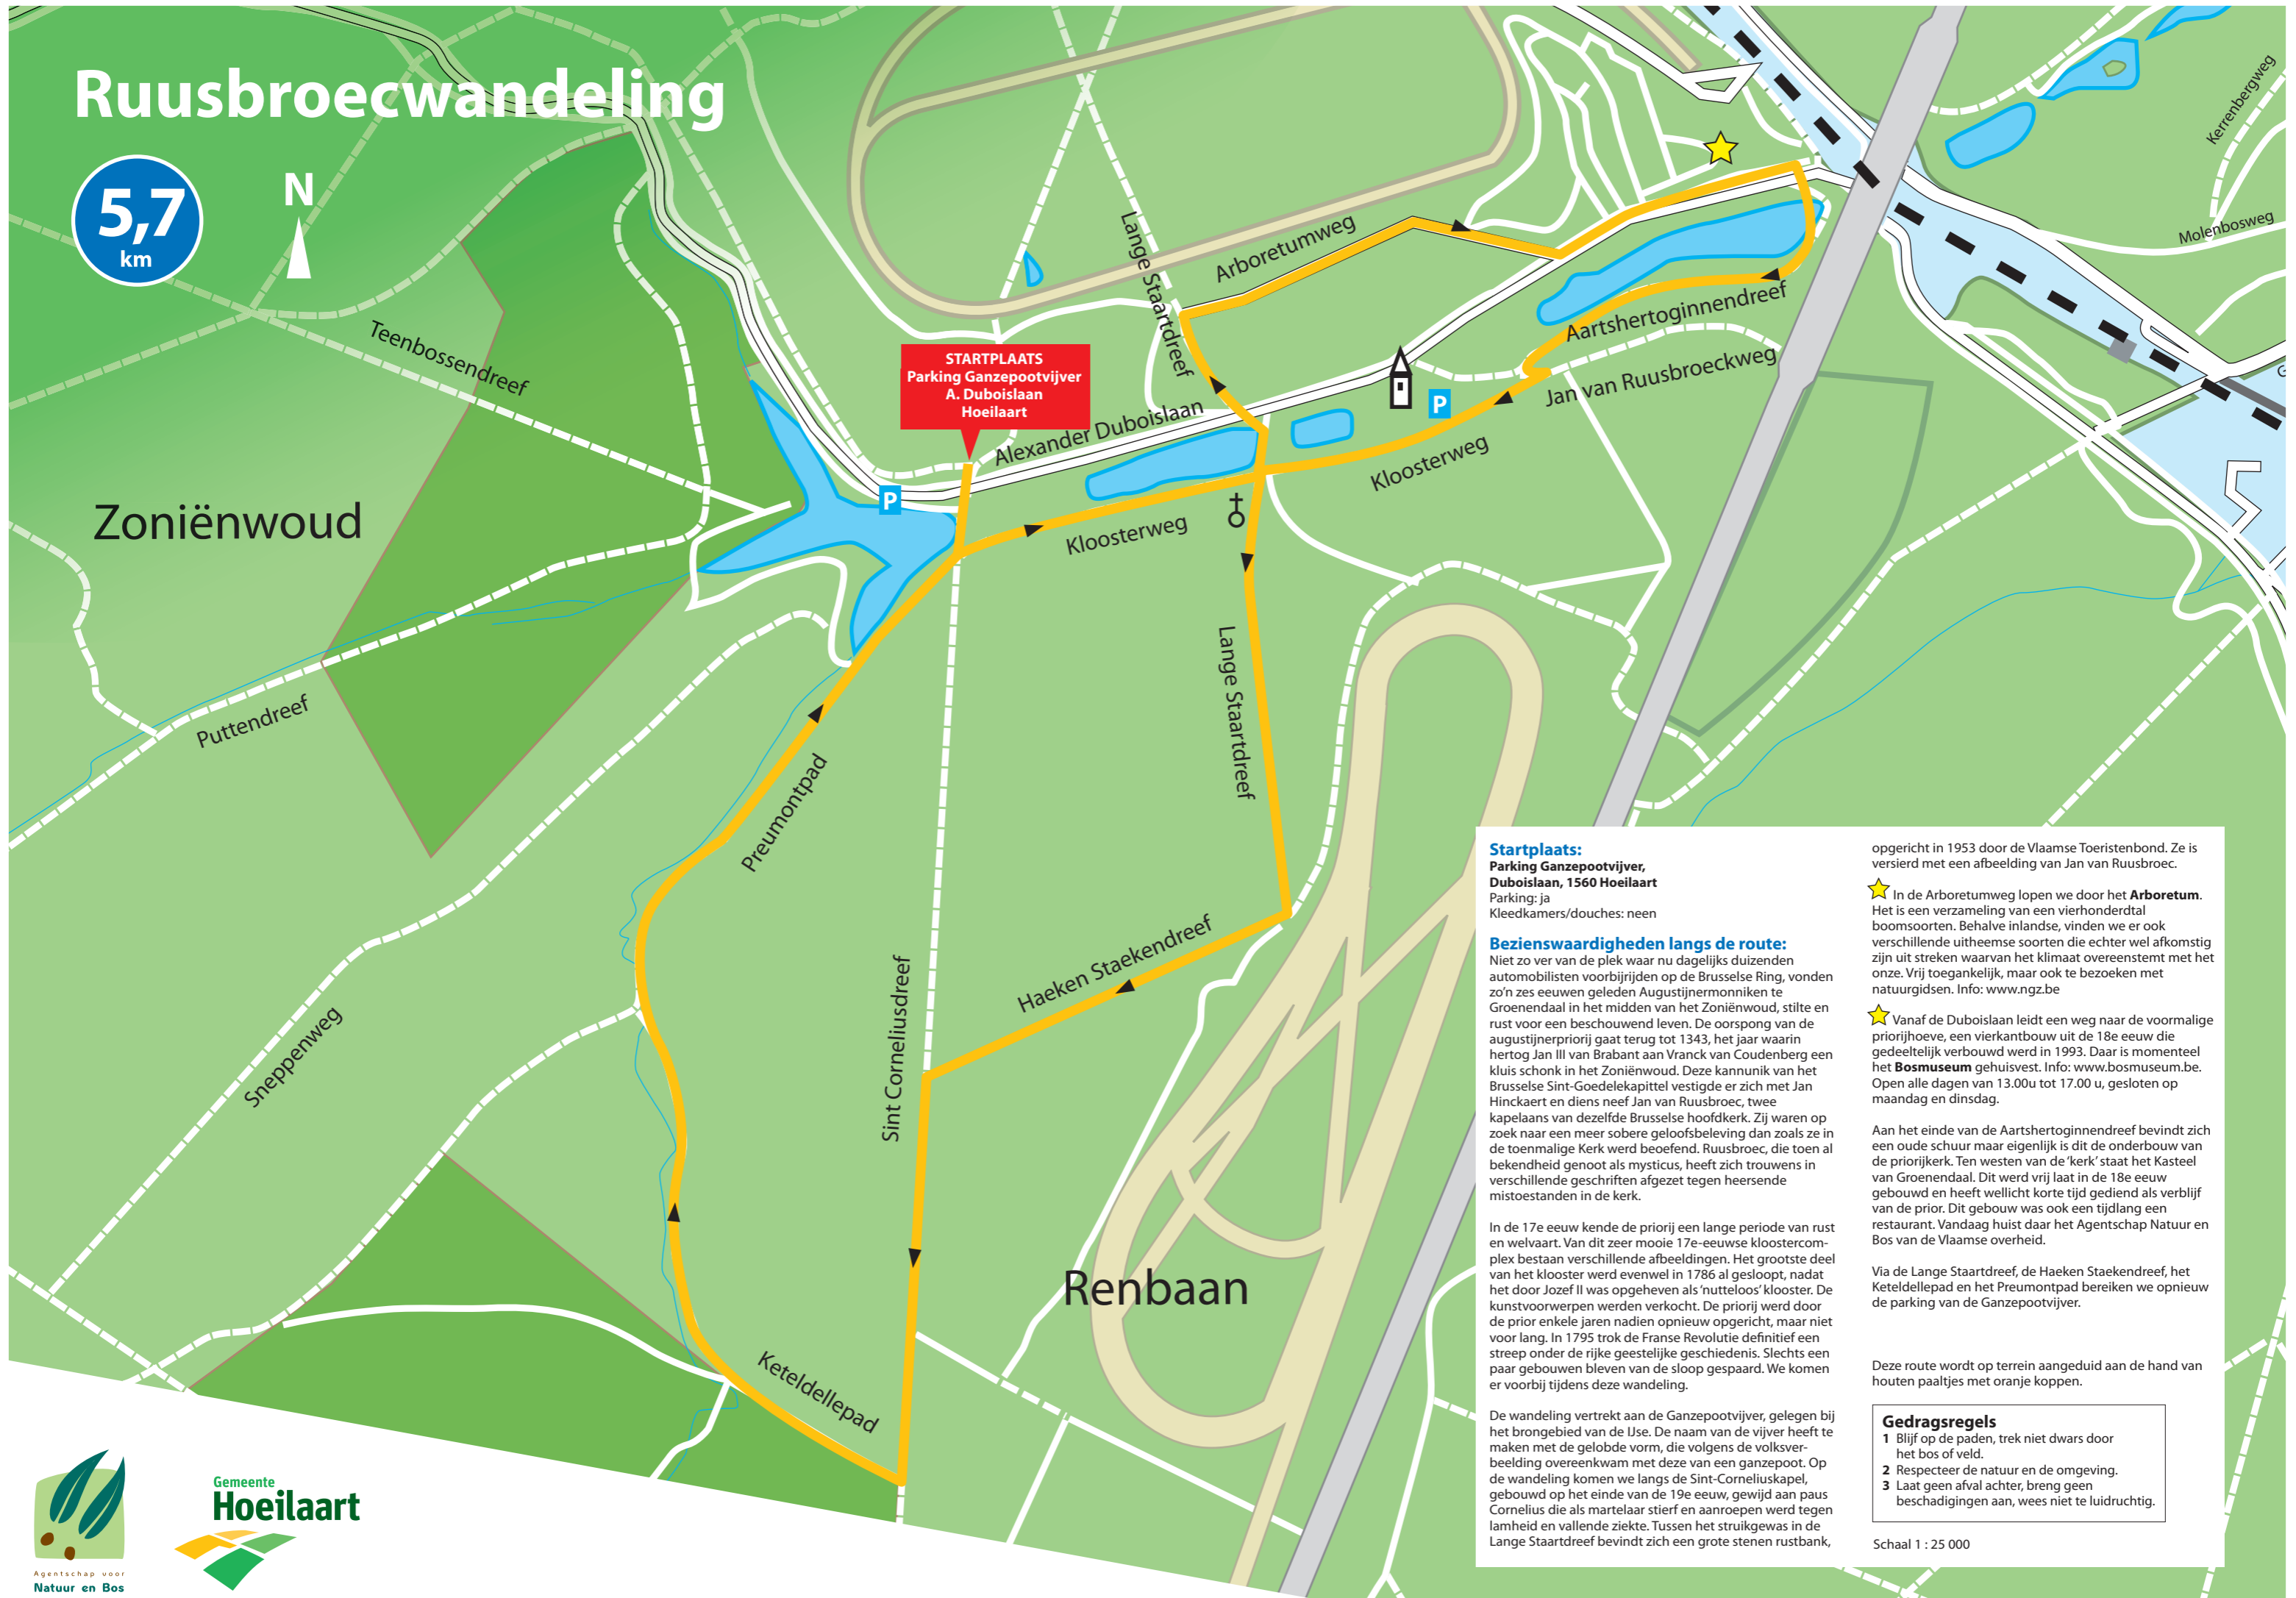 Ruusbroecwandeling
5,7
km
N
Teenbossendreef
Zoniënwoud
Puttendreef
Sneppenweg
STARTPLAATS
Parking Ganzepootvijver
A. Duboislaan
Hoeilaart
P
Alexander Duboislaan
Lange Staartdreef
Arboretumweg
Aartshertoginnendreef
Jan van Ruusbroeckweg
P
Kloosterweg
Kloosterweg
Lange Staartdreef
Kerrenbergweg
Molenbosweg
Preumontpad
Sint Corneliusdreef
Haeken Staekendreef
Keteldellepad
Renbaan
Startplaats:
Parking Ganzepootvijver,
Duboislaan, 1560 Hoeilaart
Parking: ja
Kleedkamers/douches: neen
Bezienswaardigheden langs de route:
Niet zo ver van de plek waar nu dagelijks duizenden
automobilisten voorbijrijden op de Brusselse Ring, vonden
zo'n zes eeuwen geleden Augustijnermonniken te
Groenendaal in het midden van het Zoniënwoud, stilte en
rust voor een beschouwend leven. De oorspong van de
augustijnerpriorij gaat terug tot 1343, het jaar waarin
hertog Jan III van Brabant aan Vranck van Coudenberg een
kluis schonk in het Zoniënwoud. Deze kannunik van het
Brusselse Sint-Goedelekapittel vestigde er zich met Jan
Hinckaert en diens neef Jan van Ruusbroec, twee
kapelaans van dezelfde Brusselse hoofdkerk. Zij waren op
zoek naar een meer sobere geloofsbeleving dan zoals ze in
de toenmalige Kerk werd beoefend. Ruusbroec, die toen al
bekendheid genoot als mysticus, heeft zich trouwens in
verschillende geschriften afgezet tegen heersende
mistoestanden in de kerk.
In de 17e eeuw kende de priorij een lange periode van rust
en welvaart. Van dit zeer mooie 17e-eeuwse kloostercom-
plex bestaan verschillende afbeeldingen. Het grootste deel
van het klooster werd evenwel in 1786 al gesloopt, nadat
het door Jozef II was opgeheven als 'nutteloos' klooster. De
kunstvoorwerpen werden verkocht. De priorij werd door
de prior enkele jaren nadien opnieuw opgericht, maar niet
voor lang. In 1795 trok de Franse Revolutie definitief een
streep onder de rijke geestelijke geschiedenis. Slechts een
paar gebouwen bleven van de sloop gespaard. We komen
er voorbij tijdens deze wandeling.
De wandeling vertrekt aan de Ganzepootvijver, gelegen bij
het brongebied van de IJse. De naam van de vijver heeft te
maken met de gelobde vorm, die volgens de volksver-
beelding overeenkwam met deze van een ganzepoot. Op
de wandeling komen we langs de Sint-Corneliuskapel,
gebouwd op het einde van de 19e eeuw, gewijd aan paus
Cornelius die als martelaar stierf en aanroepen werd tegen
lamheid en vallende ziekte. Tussen het struikgewas in de
Lange Staartdreef bevindt zich een grote stenen rustbank,
opgericht in 1953 door de Vlaamse Toeristenbond. Ze is
versierd met een afbeelding van Jan van Ruusbroec.
In de Arboretumweg lopen we door het Arboretum.
Het is een verzameling van een vierhonderdtal
boomsoorten. Behalve inlandse, vinden we er ook
verschillende uitheemse soorten die echter wel afkomstig
zijn uit streken waarvan het klimaat overeenstemt met het
onze. Vrij toegankelijk, maar ook te bezoeken met
natuurgidsen. Info: www.ngz.be
Vanaf de Duboislaan leidt een weg naar de voormalige
priorijhoeve, een vierkantbouw uit de 18e eeuw die
gedeeltelijk verbouwd werd in 1993. Daar is momenteel
het Bosmuseum gehuisvest. Info: www.bosmuseum.be.
Open alle dagen van 13.00u tot 17.00 u, gesloten op
maandag en dinsdag.
Aan het einde van de Aartshertoginnendreef bevindt zich
een oude schuur maar eigenlijk is dit de onderbouw van
de priorijkerk. Ten westen van de 'kerk' staat het Kasteel
van Groenendaal. Dit werd vrij laat in de 18e eeuw
gebouwd en heeft wellicht korte tijd gediend als verblijf
van de prior. Dit gebouw was ook een tijdlang een
restaurant. Vandaag huist daar het Agentschap Natuur en
Bos van de Vlaamse overheid.
Via de Lange Staartdreef, de Haeken Staekendreef, het
Keteldellepad en het Preumontpad bereiken we opnieuw
de parking van de Ganzepootvijver.
Deze route wordt op terrein aangeduid aan de hand van
houten paaltjes met oranje koppen.
Gedragsregels
1 Blijf op de paden, trek niet dwars door
het bos of veld.
2 Respecteer de natuur en de omgeving.
3 Laat geen afval achter, breng geen
beschadigingen aan, wees niet te luidruchtig.
Schaal 1 : 25 000
Agentschap voor
Natuur en Bos
Gemeente
Hoeilaart